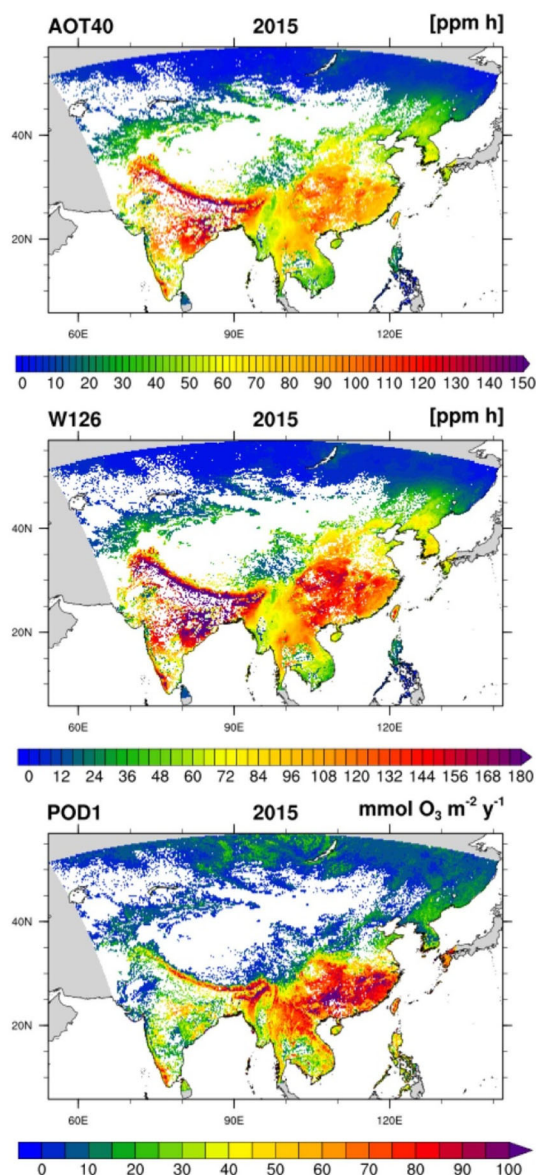 AOT40 2015 [ppm h]
40N
20N
60E 90E 120E
0 10 20 30 40 50 60 70 80 90 100 110 120 130 140 150
W126 2015 [ppm h]
40N
20N
60E 90E 120E
0 12 24 36 48 60 72 84 96 108 120 132 144 156 168 180
POD1 2015 mmol O₃ m⁻² y⁻¹
40N
20N
60E 90E 120E
0 10 20 30 40 50 60 70 80 90 100